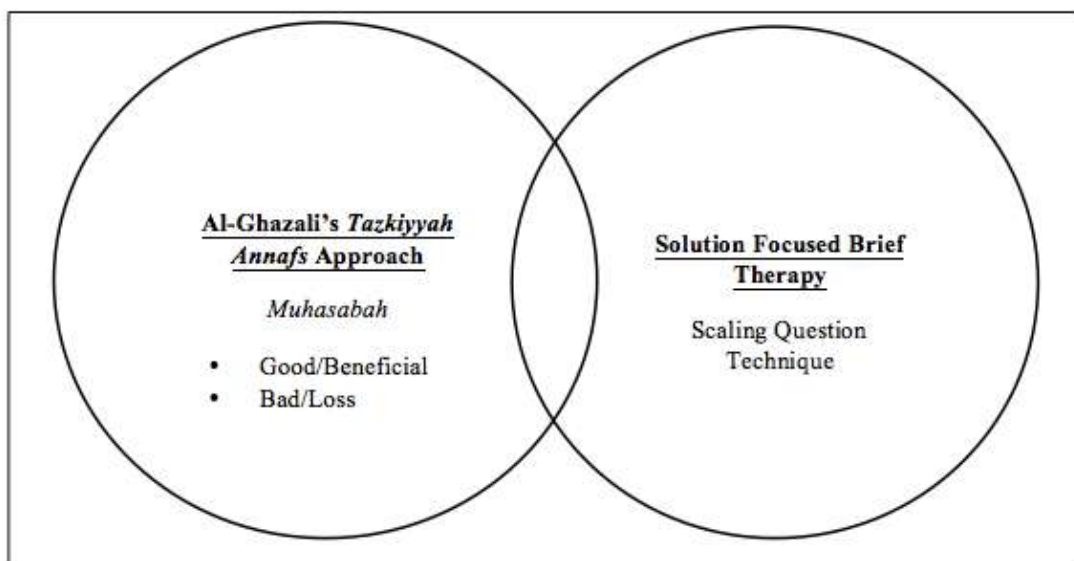 Al-Ghazali’s Tazkiyyah
Annafs Approach
Muhasabah
• Good/Beneficial
• Bad/Loss
Solution Focused Brief
Therapy
Scaling Question
Technique